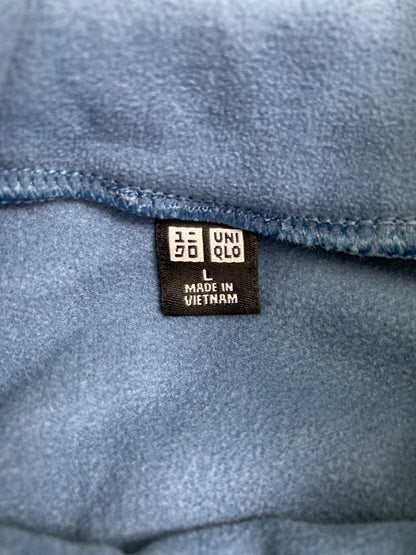 ユニ UNI
クロ QLO
L
MADE IN
VIETNAM